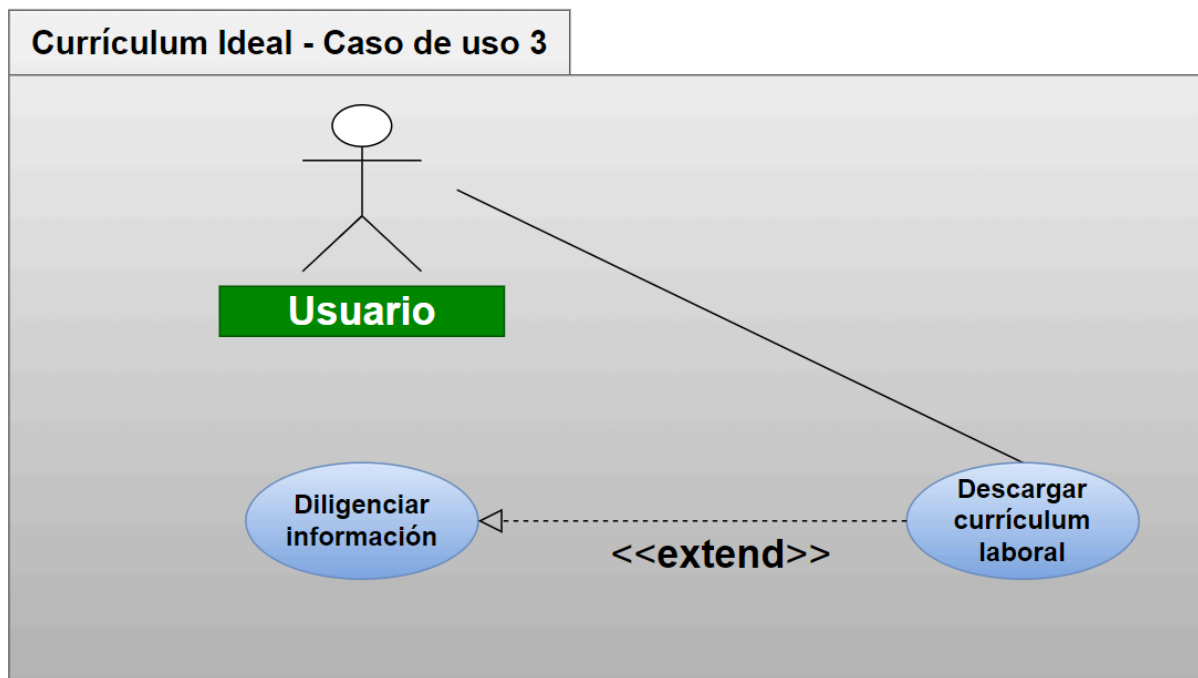 Currículum Ideal - Caso de uso 3
Usuario
Diligenciar
información
<<extend>>
Descargar
currículum
laboral